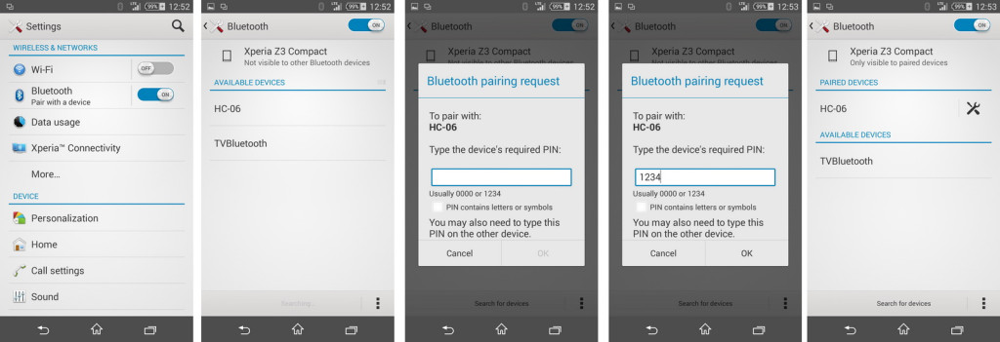 99% 12:52
Settings
WIRELESS & NETWORKS
Wi-Fi
OFF
Bluetooth
Pair with a device
ON
Data usage
Xperia™ Connectivity
More...
DEVICE
Personalization
Home
Call settings
Sound
99% 12:52
Bluetooth
ON
Xperia Z3 Compact
Not visible to other Bluetooth devices
AVAILABLE DEVICES
HC-06
TVBluetooth
Searching...
99% 12:52
Bluetooth
ON
Xperia Z3 Compact
Not visible to other Bluetooth devices
Bluetooth pairing request
To pair with:
HC-06
Type the device's required PIN:
Usually 0000 or 1234
PIN contains letters or symbols
You may also need to type this
PIN on the other device.
Cancel
OK
Search for devices
99% 12:53
Bluetooth
ON
Xperia Z3 Compact
Not visible to other Bluetooth devices
Bluetooth pairing request
To pair with:
HC-06
Type the device's required PIN:
1234
Usually 0000 or 1234
PIN contains letters or symbols
You may also need to type this
PIN on the other device.
Cancel
OK
Search for devices
99% 12:53
Bluetooth
ON
Xperia Z3 Compact
Only visible to paired devices
PAIRED DEVICES
HC-06
AVAILABLE DEVICES
TVBluetooth
Search for devices